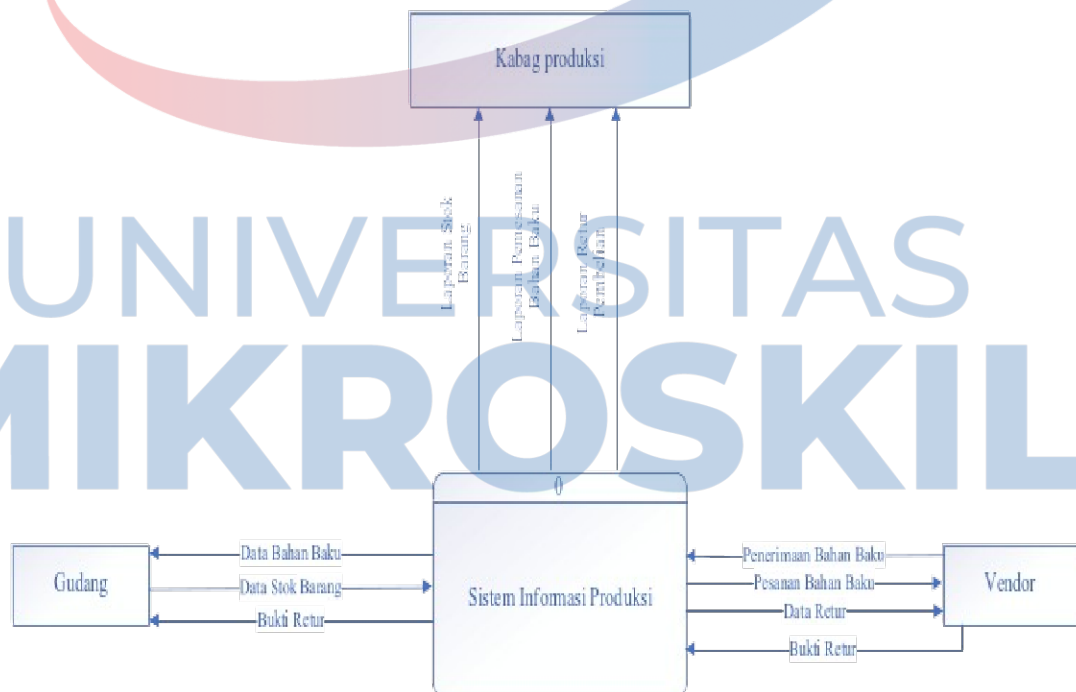 Kabag produksi
Laporan Stok
Barang
Laporan Pemesanan
Bahan Baku
Laporan Retur
Pembelian
UNIVERSITAS
MIKROSKIL
0
Data Bahan Baku
Penerimaan Bahan Baku
Gudang
Data Stok Barang
Sistem Informasi Produksi
Pesanan Bahan Baku
Vendor
Bukti Retur
Data Retur
Bukti Retur